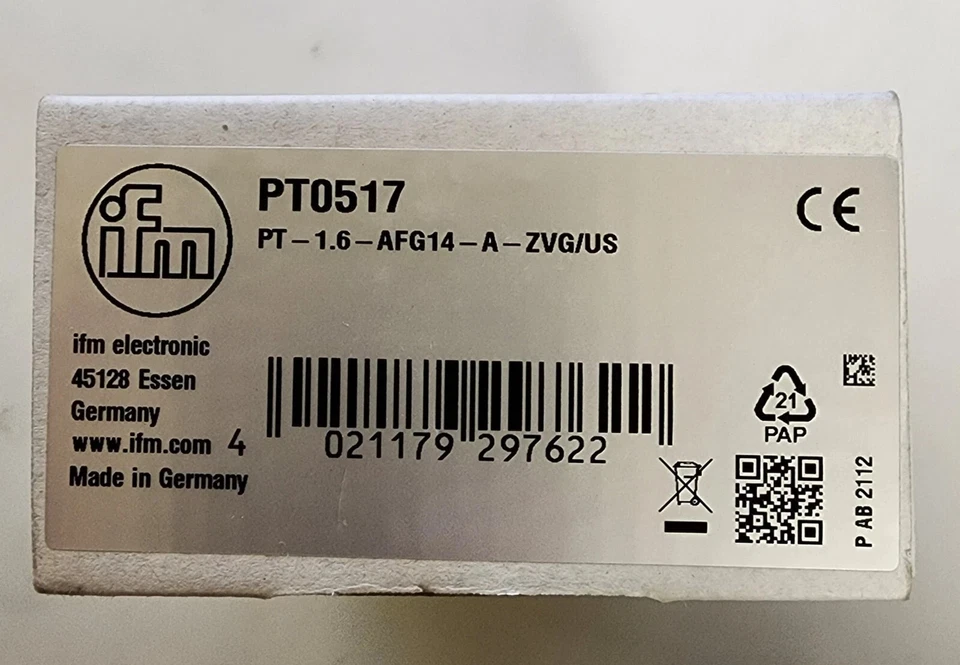 ifm
PT0517
PT-1.6-AFG14-A-ZVG/US
CE
ifm electronic
45128 Essen
Germany
www.ifm.com
Made in Germany
4 021179 297622
21
PAP
P AB 2112